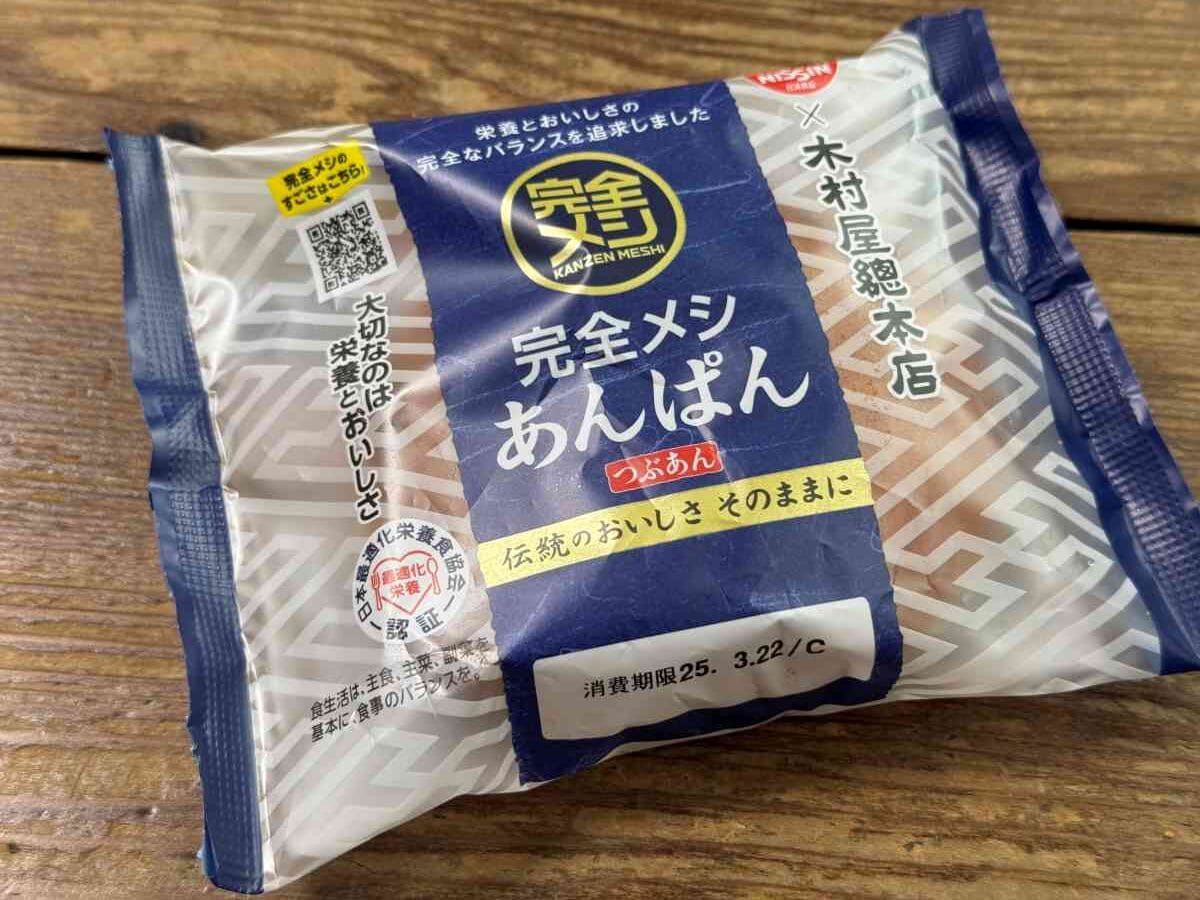 栄養とおいしさの
完全なバランスを追求しました
完全メシ
KANZEN MESHI
完全メシ
あんぱん
つぶあん
伝統のおいしさ そのままに
消費期限25. 3.22/C
NISSIN
日清食品
×
木村屋總本店
完全メシの
すごさはこちら!
大切なのは
栄養とおいしさ
日本最適化栄養食協会
認証
最適化
栄養
食生活は、主食、主菜、副菜を
基本に、食事のバランスを。